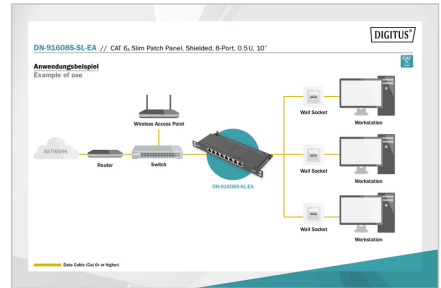 DIGITUS®
DN-91608S-SL-EA // CAT 6A Slim Patch Panel, Shielded, 8-Port, 0.5U, 10"
Anwendungsbeispiel
Example of use
NETWORK
Router
Wireless Access Point
Switch
DN-91608S-SL-EA
Wall Socket
Workstation
Wall Socket
Workstation
Wall Socket
Workstation
Data Cable (Cat 6A or higher)